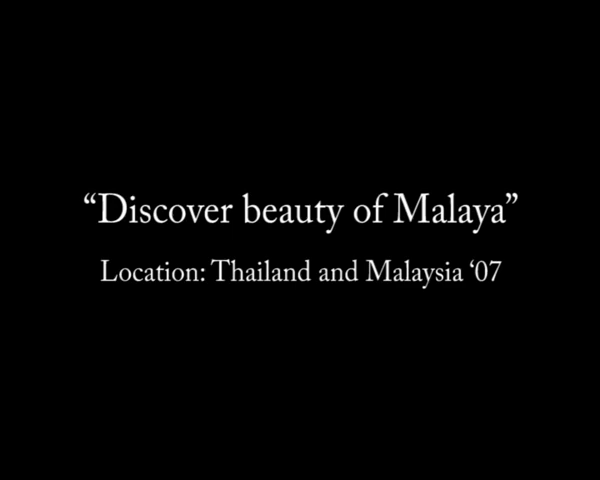 “Discover beauty of Malaya”
Location: Thailand and Malaysia ‘07